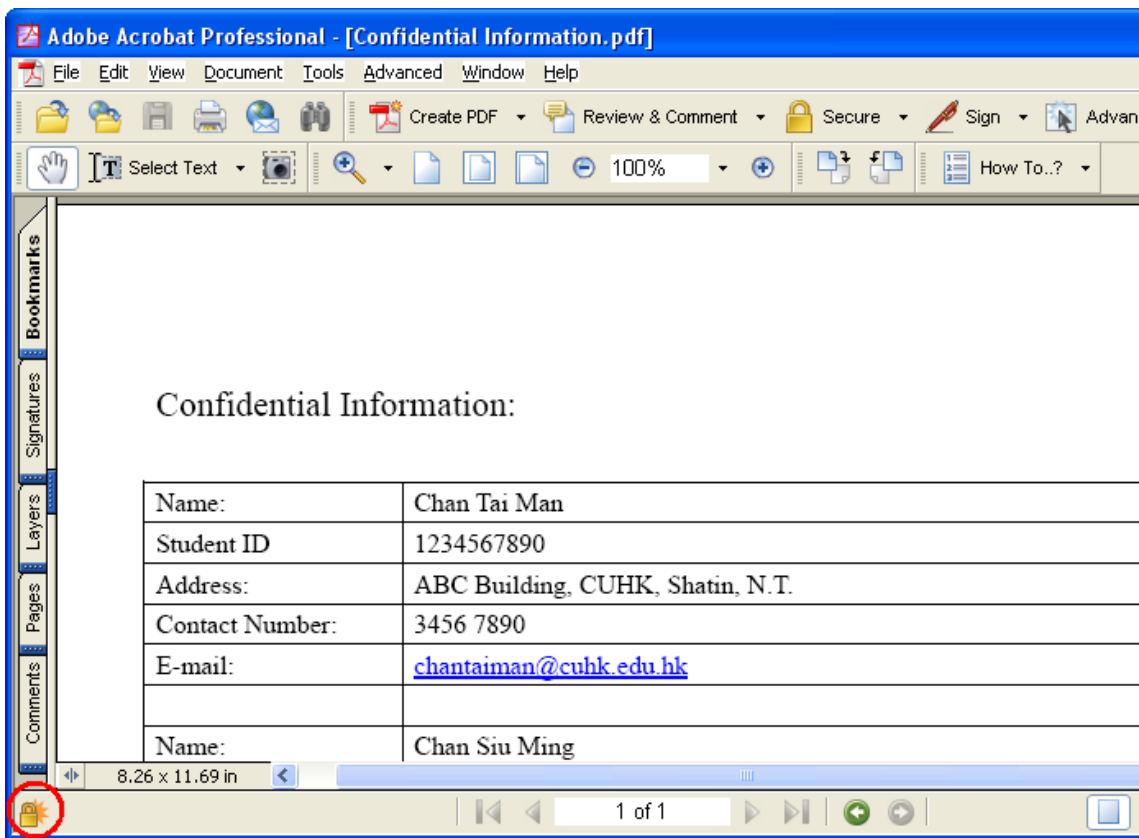 Adobe Acrobat Professional - [Confidential Information.pdf]
File Edit View Document Tools Advanced Window Help
Create PDF Review & Comment Secure Sign Advan
Select Text 100% How To..?
Bookmarks
Signatures
Layers
Pages
Comments
Confidential Information:
Name: Chan Tai Man
Student ID 1234567890
Address: ABC Building, CUHK, Shatin, N.T.
Contact Number: 3456 7890
E-mail: chantaiman@cuhk.edu.hk
Name: Chan Siu Ming
8.26 x 11.69 in
1 of 1